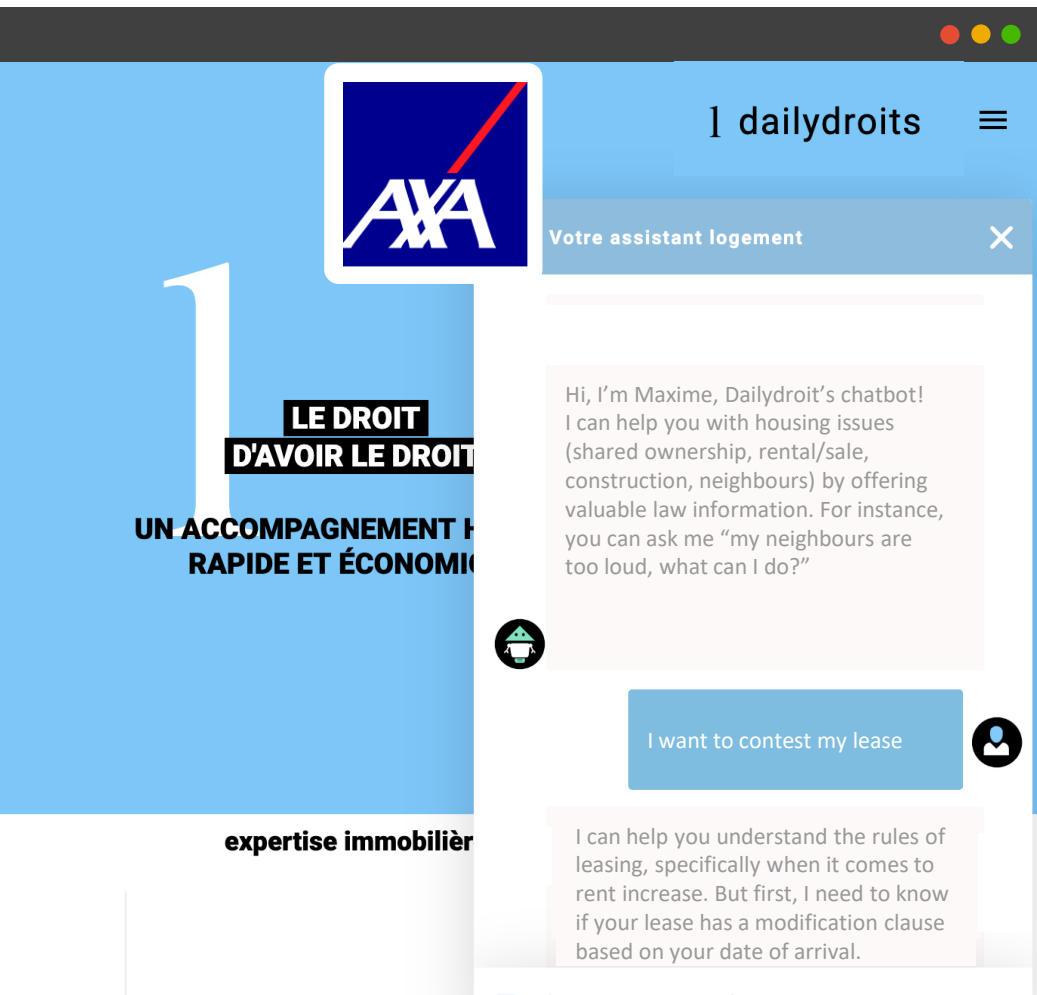 AXA
l dailydroits
Votre assistant logement
l
LE DROIT
D'AVOIR LE DROIT
UN ACCOMPAGNEMENT
RAPIDE ET
expertise
Hi, I’m Maxime, Dailydroit’s chatbot!
I can help you with housing issues
(shared ownership, rental/sale,
construction, neighbours) by offering
valuable law information. For instance,
you can ask me “my neighbours are
too loud, what can I do?”
I want to contest my lease
I can help you understand the rules of
leasing, specifically when it comes to
rent increase. But first, I need to know
if your lease has a modification clause
based on your date of arrival.